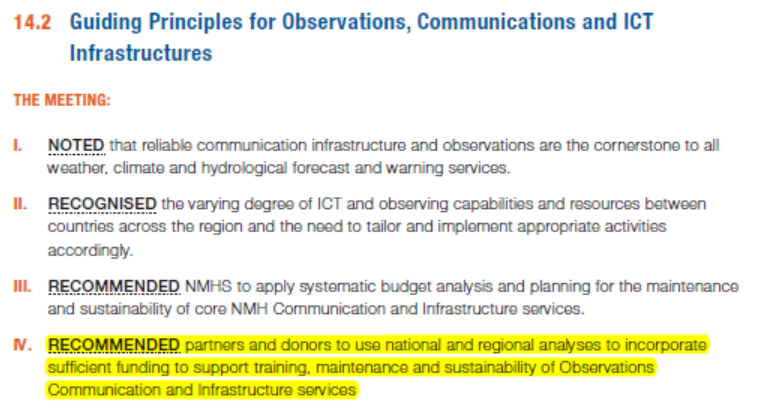 14.2 Guiding Principles for Observations, Communications and ICT
Infrastructures
THE MEETING:
I. NOTED that reliable communication infrastructure and observations are the cornerstone to all
weather, climate and hydrological forecast and warning services.
II. RECOGNISED the varying degree of ICT and observing capabilities and resources between
countries across the region and the need to tailor and implement appropriate activities
accordingly.
III. RECOMMENDED NMHS to apply systematic budget analysis and planning for the maintenance
and sustainability of core NMH Communication and Infrastructure services.
IV. RECOMMENDED partners and donors to use national and regional analyses to incorporate
sufficient funding to support training, maintenance and sustainability of Observations
Communication and Infrastructure services